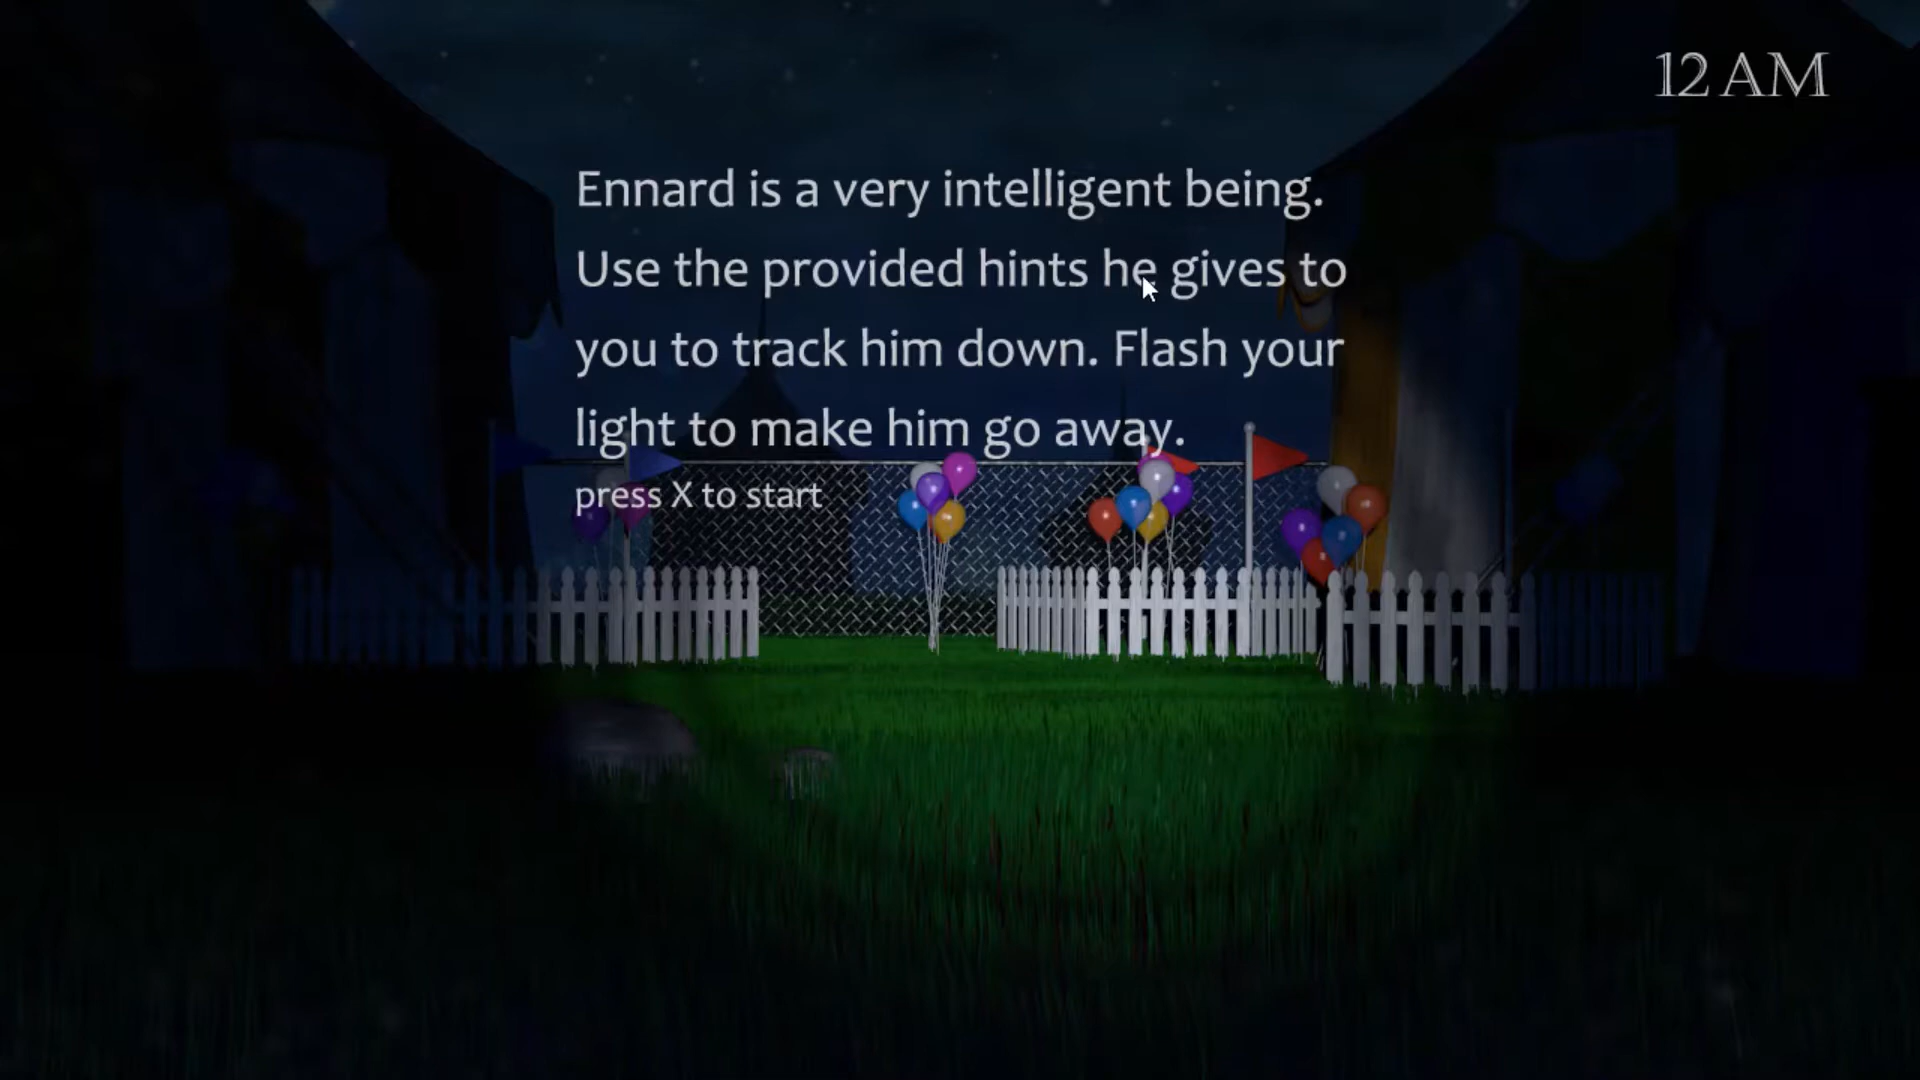 12 AM
Ennard is a very intelligent being.
Use the provided hints he gives to
you to track him down. Flash your
light to make him go away.
press X to start